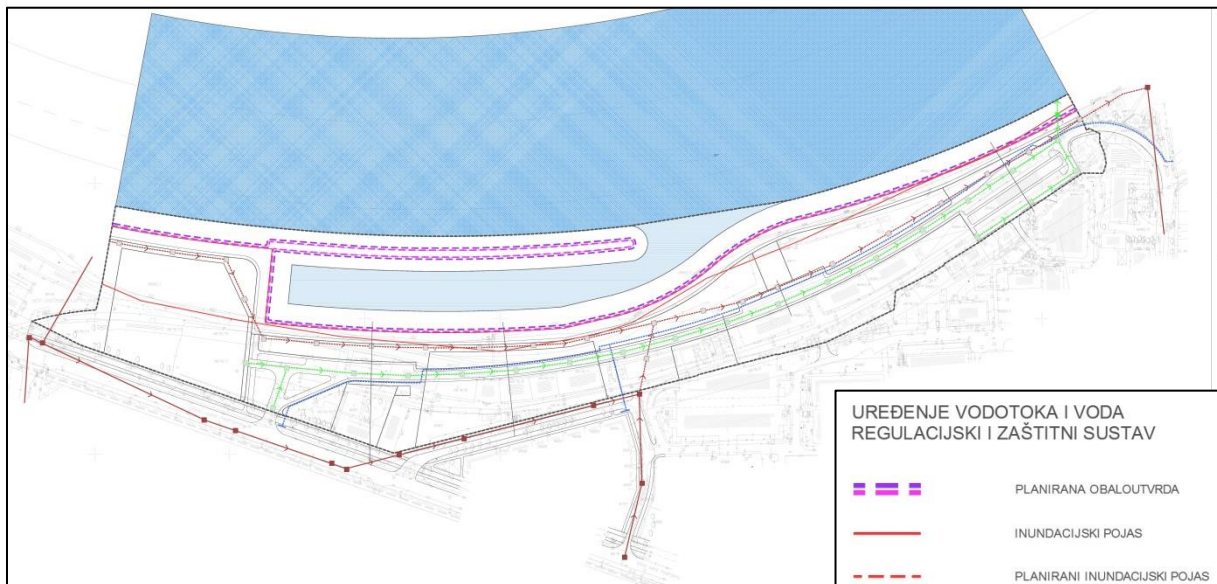 UREĐENJE VODOTOKA I VODA
REGULACIJSKI I ZAŠTITNI SUSTAV
PLANIRANA OBALOUTVRDA
INUNDACIJSKI POJAS
PLANIRANI INUNDACIJSKI POJAS